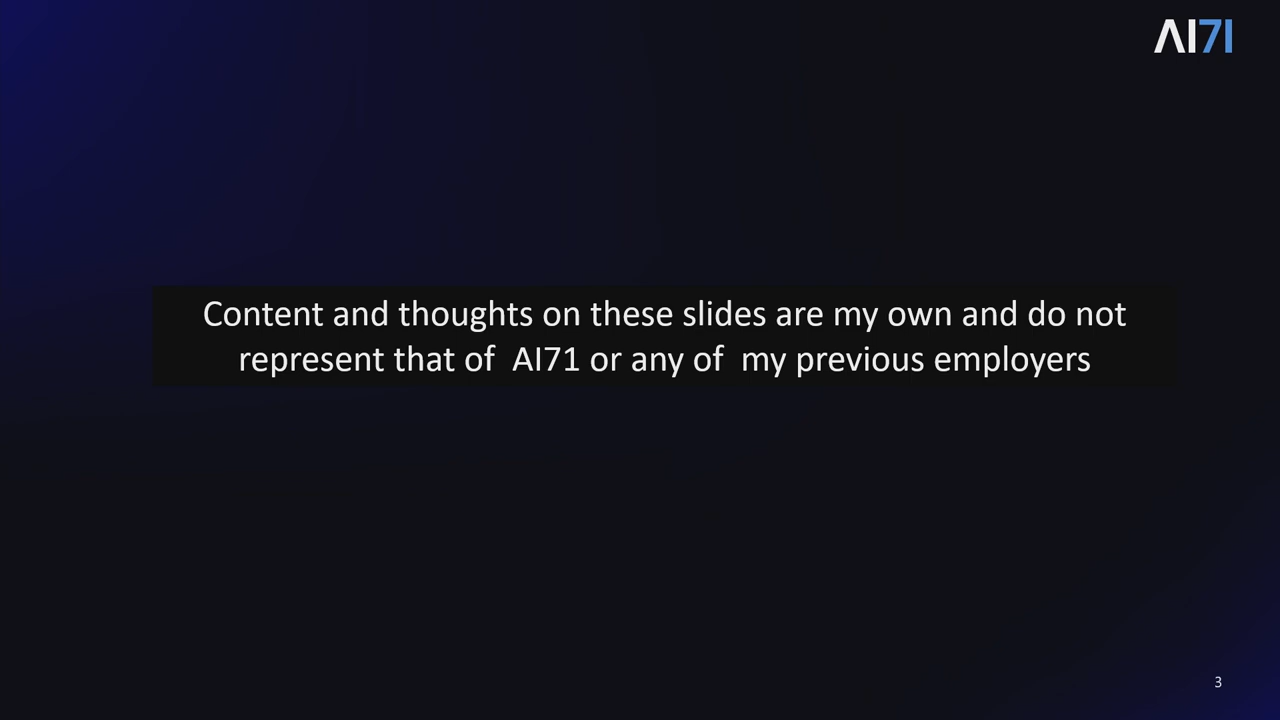 AI71
Content and thoughts on these slides are my own and do not
represent that of  AI71 or any of  my previous employers
3